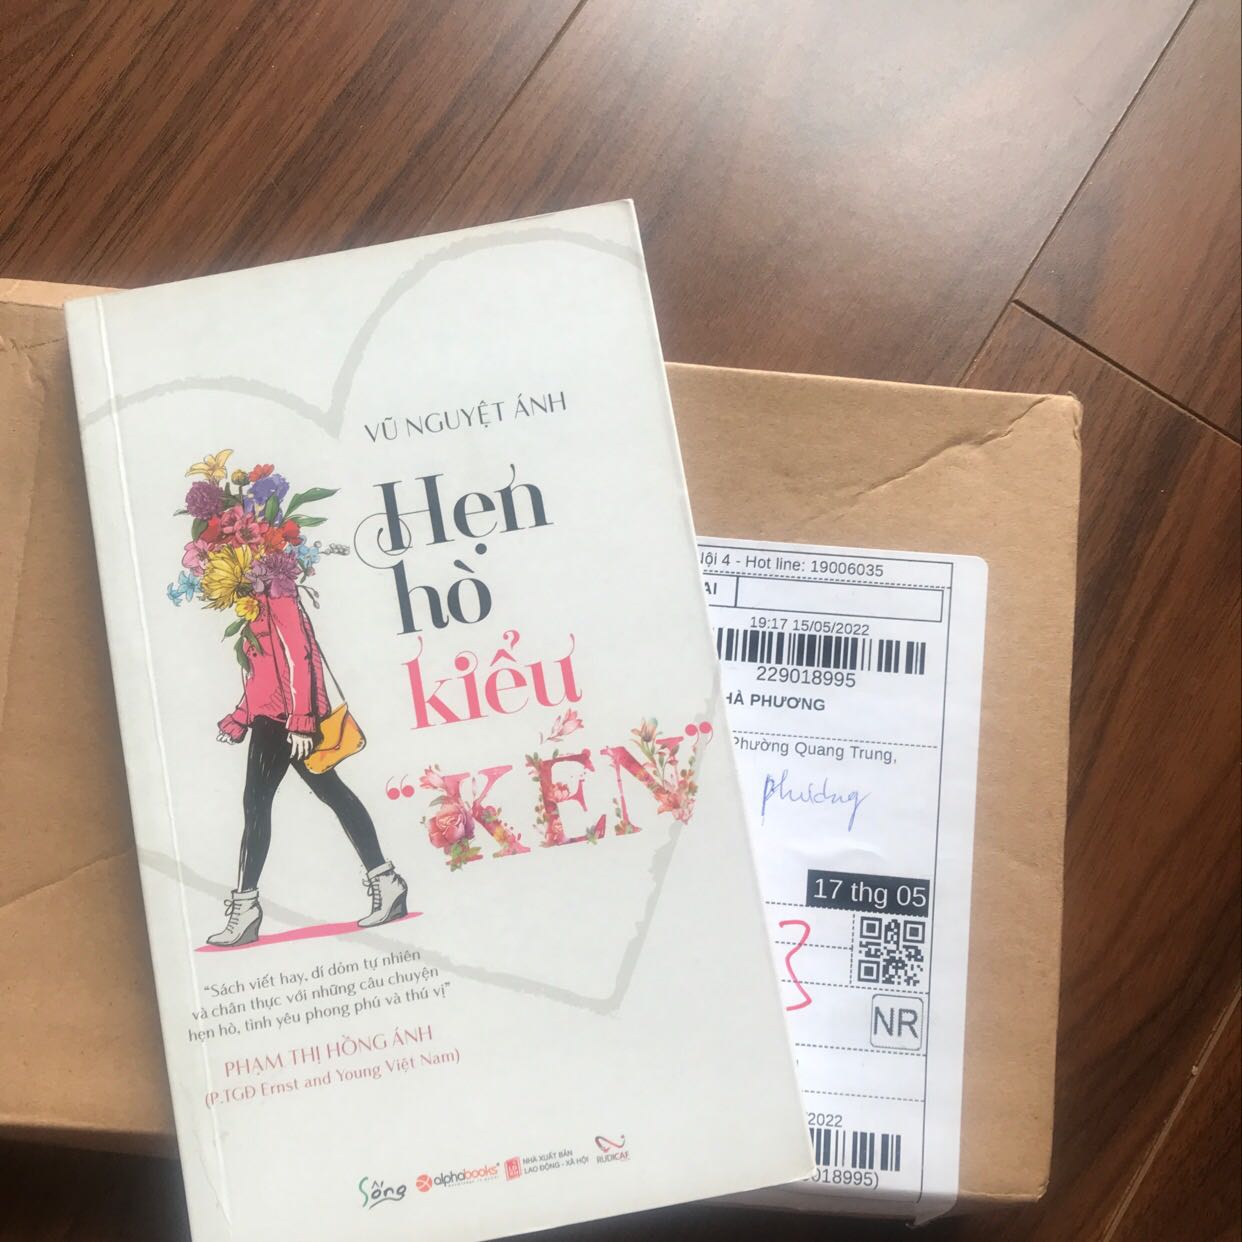 VŨ NGUYỆT ÁNH
Hẹn
hò
kiểu
“KÉN”
“Sách viết hay, dí dỏm tự nhiên
và chân thực với những câu chuyện
hẹn hò, tình yêu phong phú và thú vị”
PHẠM THỊ HỒNG ÁNH
(P.TGĐ Ernst and Young Việt Nam)
Sống
alphabooks
NHÀ XUẤT BẢN
LAO ĐỘNG - XÃ HỘI
RUDICAF
4 - Hot line: 19006035
19:17 15/05/2022
229018995
HÀ PHƯƠNG
Phường Quang Trung,
Phương
17 thg 05
3
NR
2022
018995)